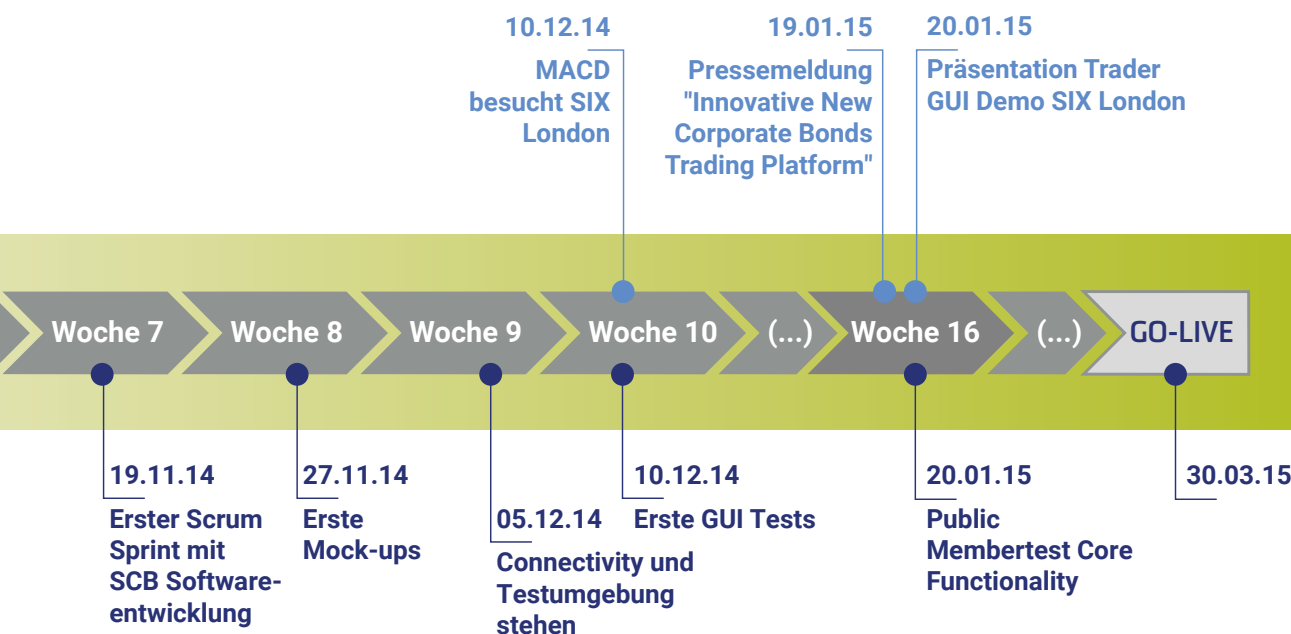 10.12.14
MACD
besucht SIX
London
19.01.15
Pressemeldung
"Innovative New
Corporate Bonds
Trading Platform"
20.01.15
Präsentation Trader
GUI Demo SIX London
Woche 7
Woche 8
Woche 9
Woche 10
(...)
Woche 16
(...)
GO-LIVE
19.11.14
Erster Scrum
Sprint mit
SCB Software-
entwicklung
27.11.14
Erste
Mock-ups
05.12.14
Connectivity und
Testumgebung
stehen
10.12.14
Erste GUI Tests
20.01.15
Public
Membertest Core
Functionality
30.03.15